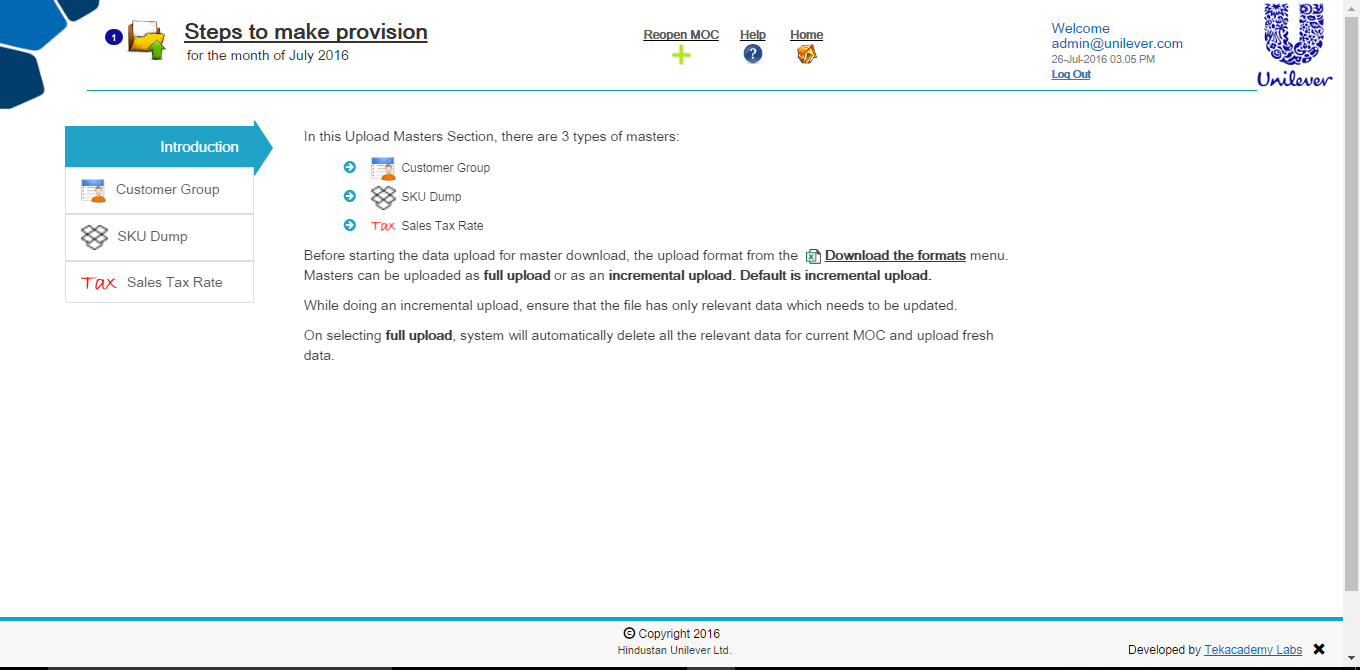 1
Steps to make provision
for the month of July 2016
Reopen MOC
Help
?
Home
Welcome
admin@unilever.com
26-Jul-2016 03.05 PM
Log Out
Unilever
Introduction
Customer Group
SKU Dump
Tax Sales Tax Rate
In this Upload Masters Section, there are 3 types of masters:
Customer Group
SKU Dump
Tax Sales Tax Rate
Before starting the data upload for master download, the upload format from the Download the formats menu.
Masters can be uploaded as full upload or as an incremental upload. Default is incremental upload.
While doing an incremental upload, ensure that the file has only relevant data which needs to be updated.
On selecting full upload, system will automatically delete all the relevant data for current MOC and upload fresh
data.
© Copyright 2016
Hindustan Unilever Ltd.
Developed by Tekacademy Labs